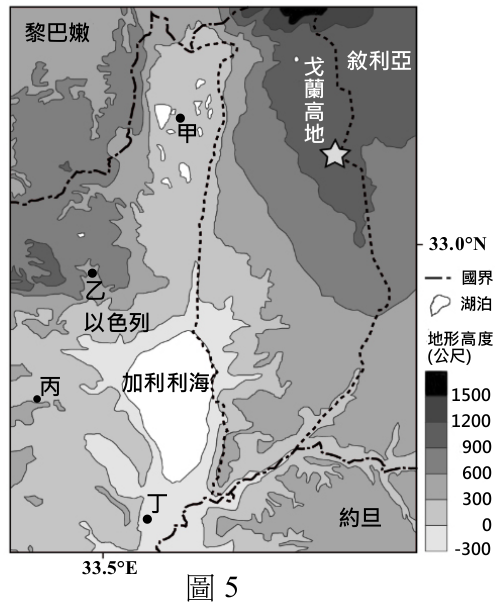 黎巴嫩
敘利亞
戈蘭高地
甲
33.0°N
國界
湖泊
乙
以色列
地形高度
(公尺)
加利利海
丙
1500
1200
900
600
300
0
-300
丁
約旦
33.5°E
圖 5